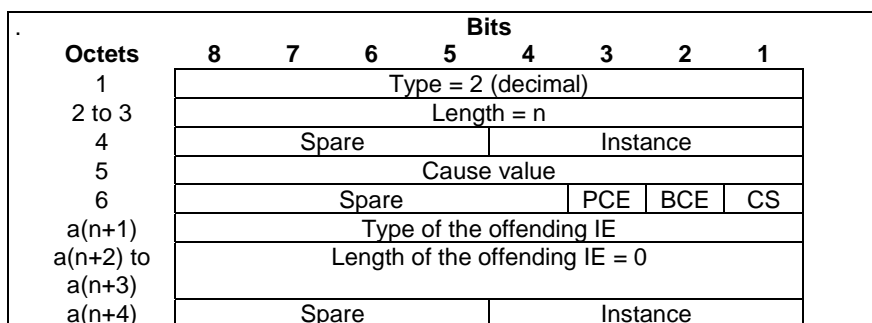 .
Bits
Octets 8 7 6 5 4 3 2 1
1 Type = 2 (decimal)
2 to 3 Length = n
4 Spare Instance
5 Cause value
6 Spare PCE BCE CS
a(n+1) Type of the offending IE
a(n+2) to Length of the offending IE = 0
a(n+3)
a(n+4) Spare Instance